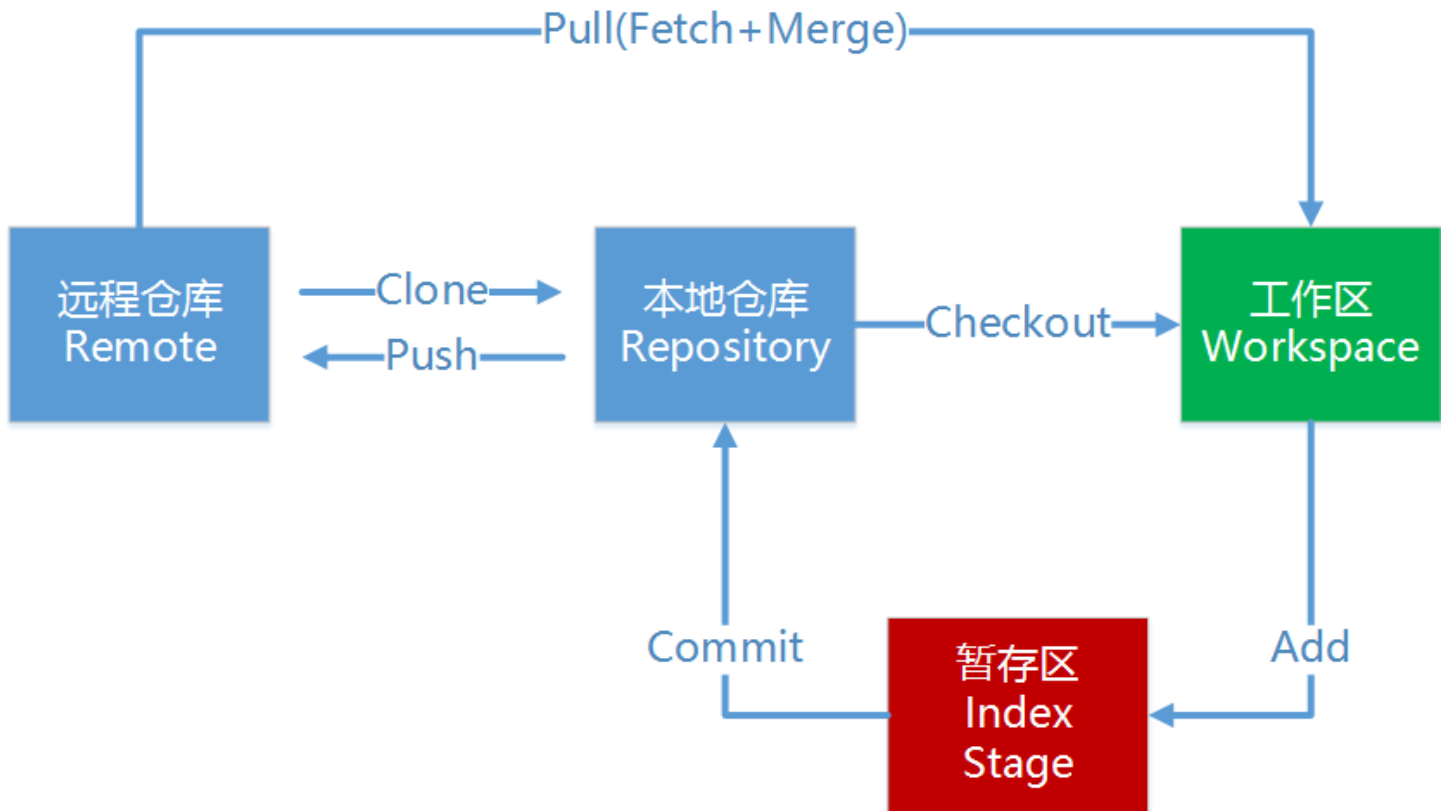 Pull(Fetch+Merge)
远程仓库
Remote
Clone
Push
本地仓库
Repository
Checkout
工作区
Workspace
Commit
暂存区
Index
Stage
Add